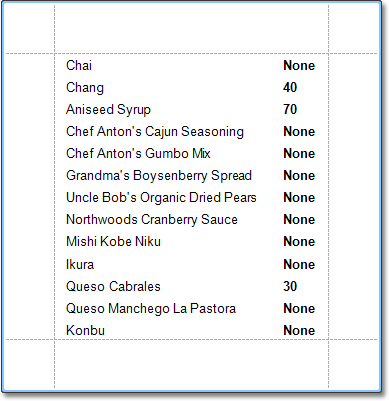 Chai None
Chang 40
Aniseed Syrup 70
Chef Anton's Cajun Seasoning None
Chef Anton's Gumbo Mix None
Grandma's Boysenberry Spread None
Uncle Bob's Organic Dried Pears None
Northwoods Cranberry Sauce None
Mishi Kobe Niku None
Ikura None
Queso Cabrales 30
Queso Manchego La Pastora None
Konbu None